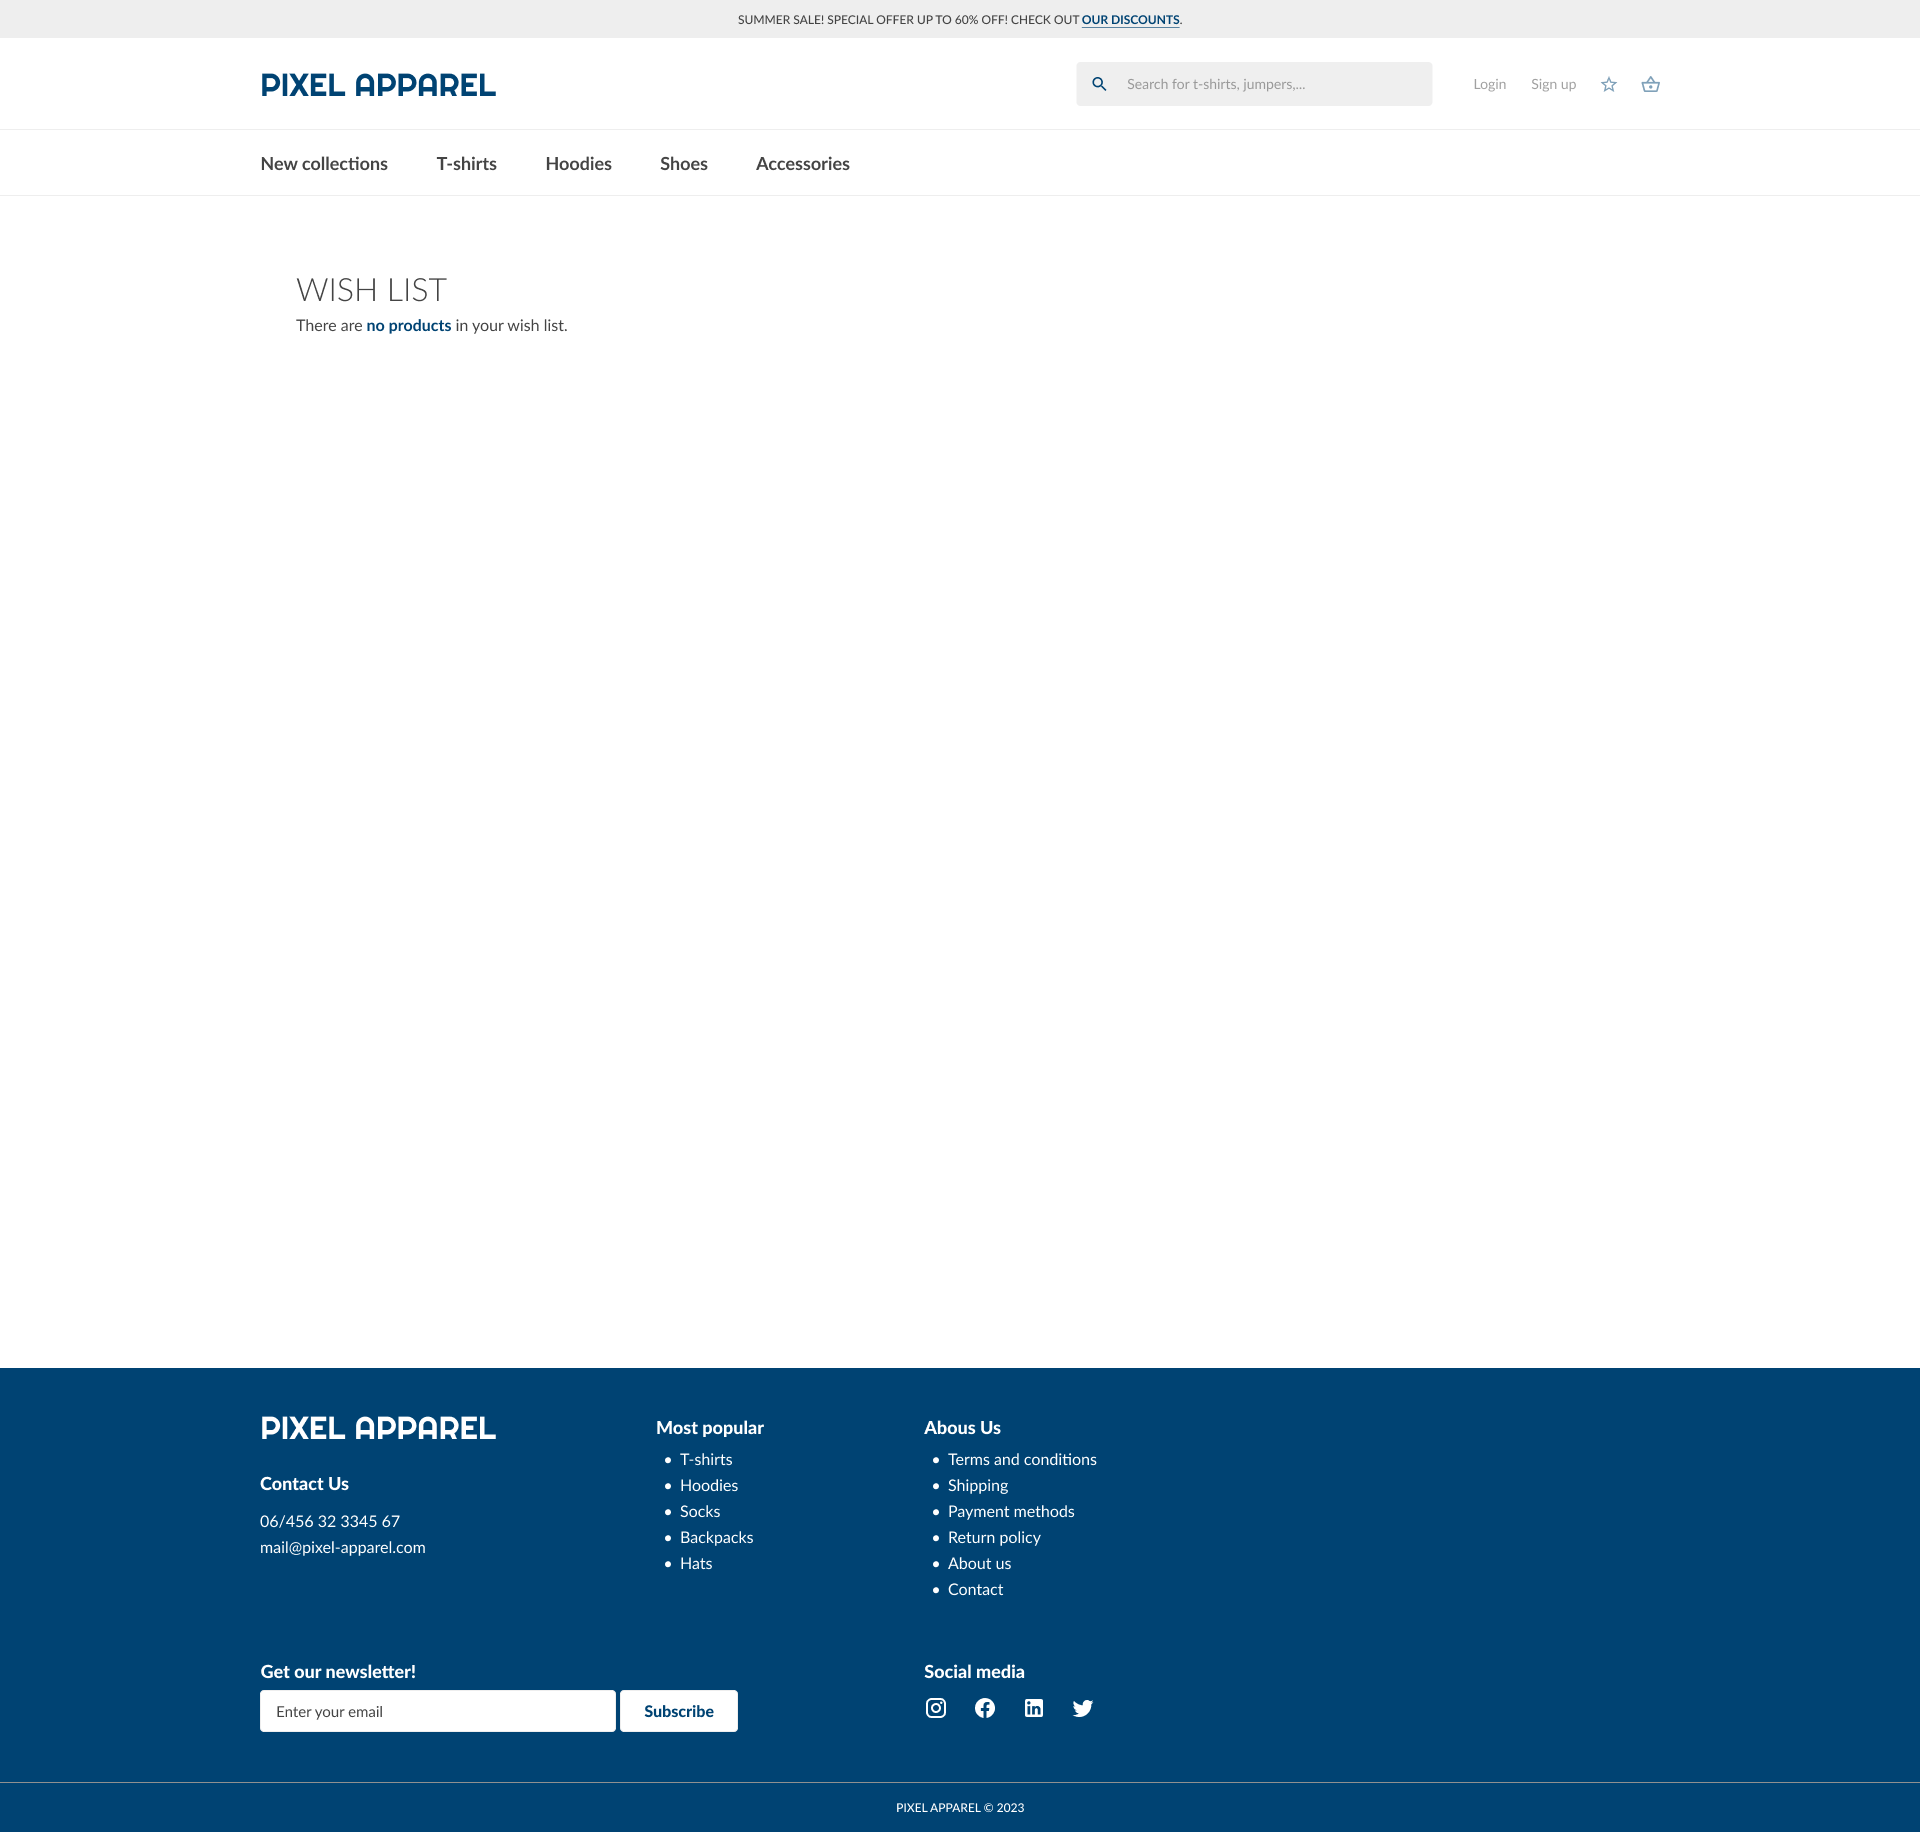 SUMMER SALE! SPECIAL OFFER UP TO 60% OFF! CHECK OUT OUR DISCOUNTS.
PIXEL APPAREL
Search for t-shirts, jumpers,...
Login
Sign up
New collections
T-shirts
Hoodies
Shoes
Accessories
WISH LIST
There are no products in your wish list.
PIXEL APPAREL
Contact Us
06/456 32 3345 67
mail@pixel-apparel.com
Most popular
T-shirts
Hoodies
Socks
Backpacks
Hats
Abous Us
Terms and conditions
Shipping
Payment methods
Return policy
About us
Contact
Get our newsletter!
Enter your email
Subscribe
Social media
PIXEL APPAREL © 2023